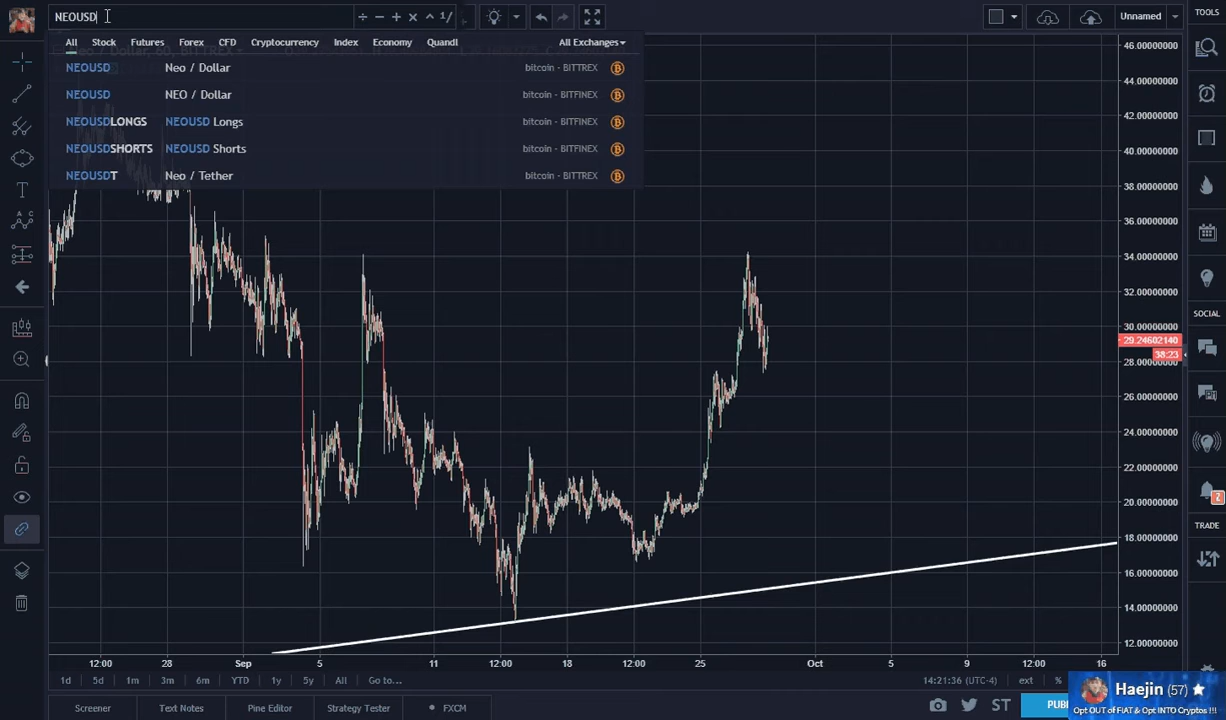 NEOUSD
1/
Unnamed
TOOLS
All Stock Futures Forex CFD Cryptocurrency Index Economy Quandl All Exchanges
NEOUSD Neo / Dollar bitcoin - BITTREX
NEOUSD NEO / Dollar bitcoin - BITFINEX
NEOUSDLONGS NEOUSD Longs bitcoin - BITFINEX
NEOUSDSHORTS NEOUSD Shorts bitcoin - BITFINEX
NEOUSDT Neo / Tether bitcoin - BITTREX
46.00000000
44.00000000
42.00000000
40.00000000
38.00000000
36.00000000
34.00000000
32.00000000
30.00000000
29.24602140
38:23
28.00000000
26.00000000
24.00000000
22.00000000
20.00000000
18.00000000
16.00000000
14.00000000
12.00000000
SOCIAL
2
TRADE
12:00 28 Sep 5 11 12:00 18 12:00 25 Oct 5 9 12:00 16
1d 5d 1m 3m 6m YTD 1y 5y All Go to... 14:21:36 (UTC-4) ext %
Screener Text Notes Pine Editor Strategy Tester FXCM ST PUB
Haejin (57)
Opt OUT of FIAT & Opt INTO Cryptos !!!